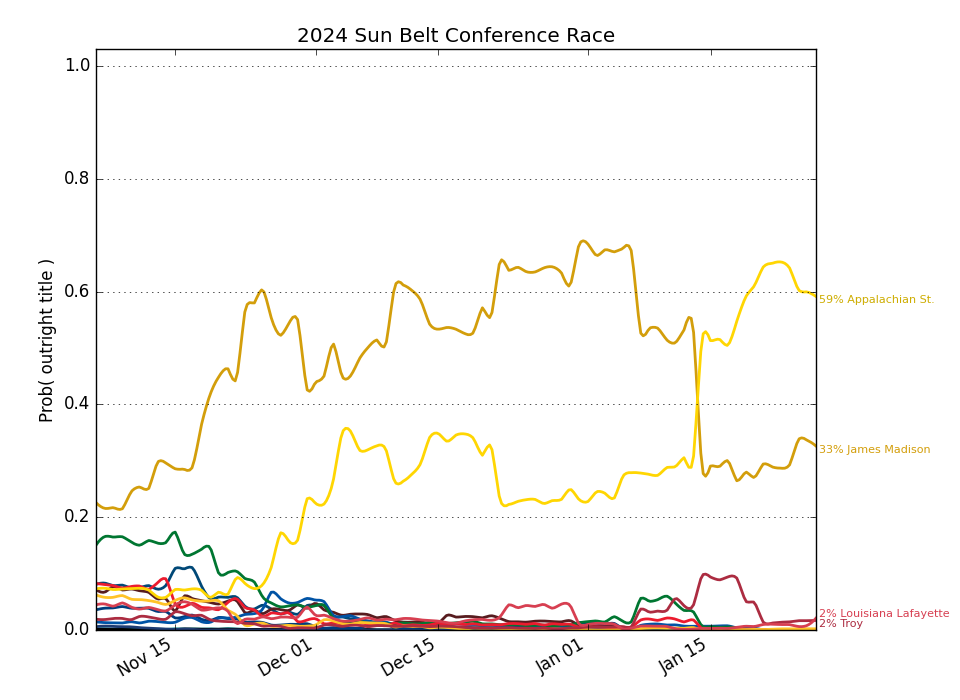 2024 Sun Belt Conference Race
Prob( outright title )
1.0
0.8
0.6
0.4
0.2
0.0
59% Appalachian St.
33% James Madison
2% Louisiana Lafayette
2% Troy
Nov 15
Dec 01
Dec 15
Jan 01
Jan 15